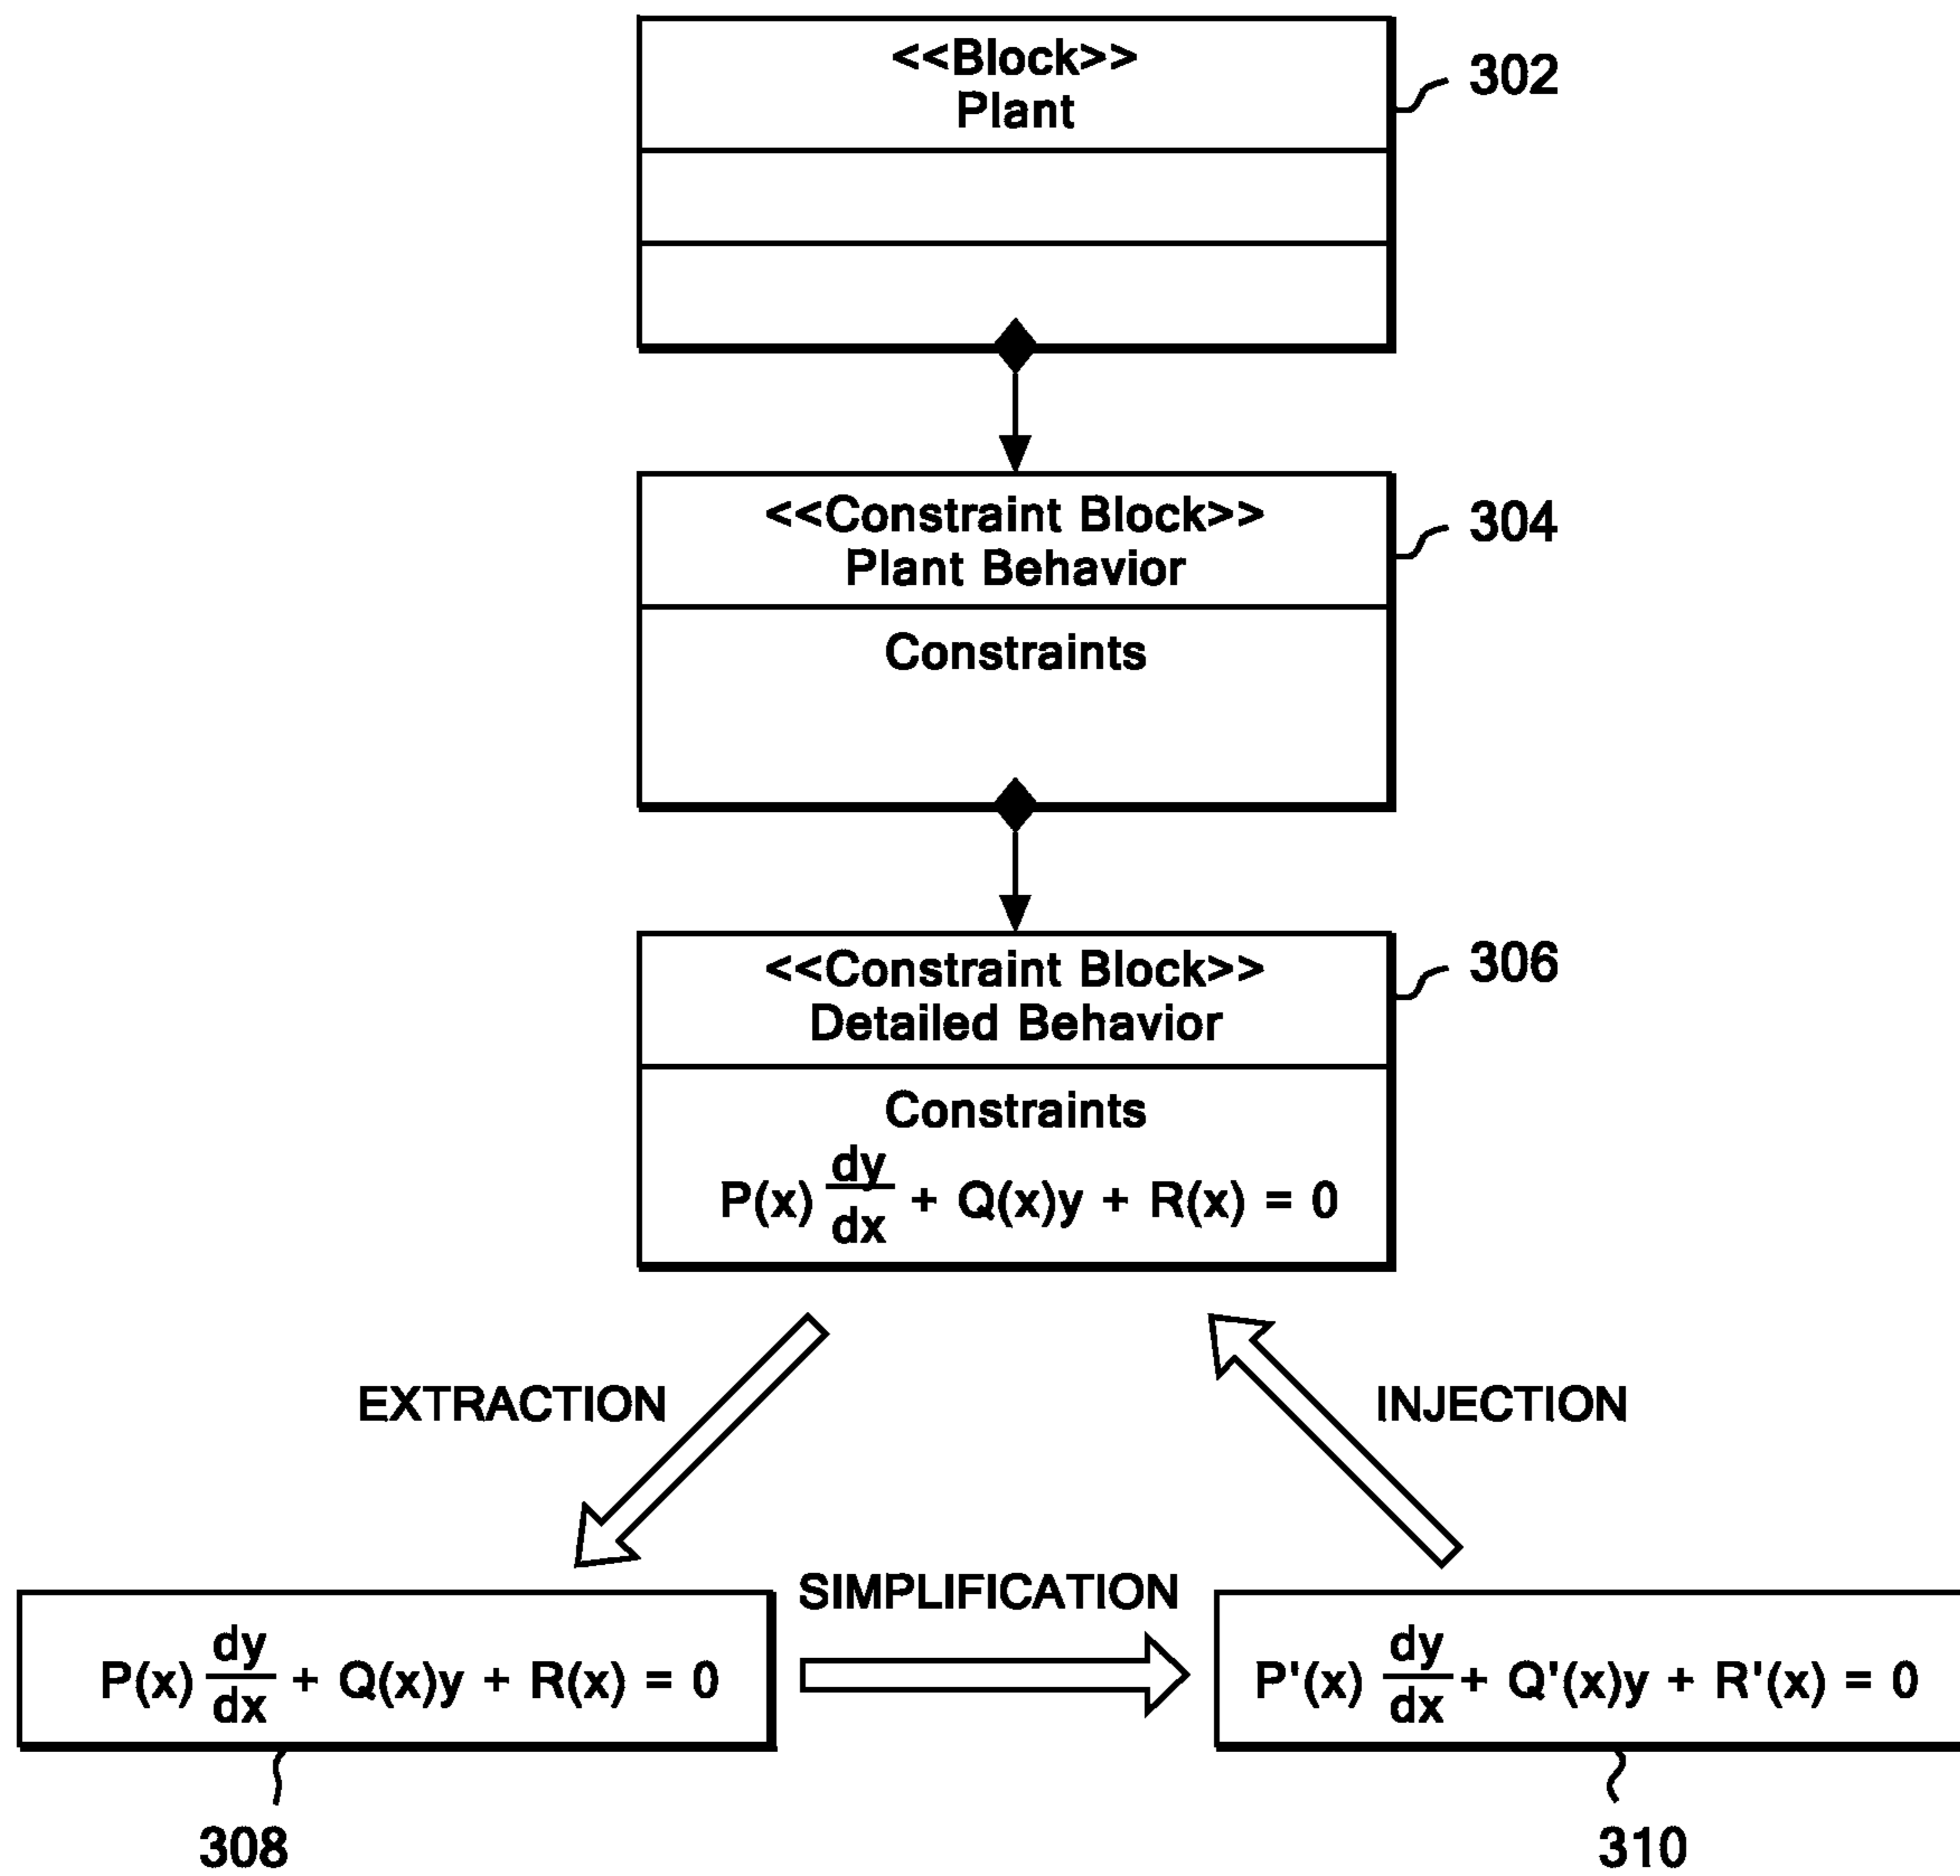 <<Block>>
Plant
302
<<Constraint Block>>
Plant Behavior
304
Constraints
<<Constraint Block>>
Detailed Behavior
306
Constraints
P(x) dy/dx + Q(x)y + R(x) = 0
EXTRACTION
INJECTION
SIMPLIFICATION
P(x) dy/dx + Q(x)y + R(x) = 0
P'(x) dy/dx + Q'(x)y + R'(x) = 0
308
310